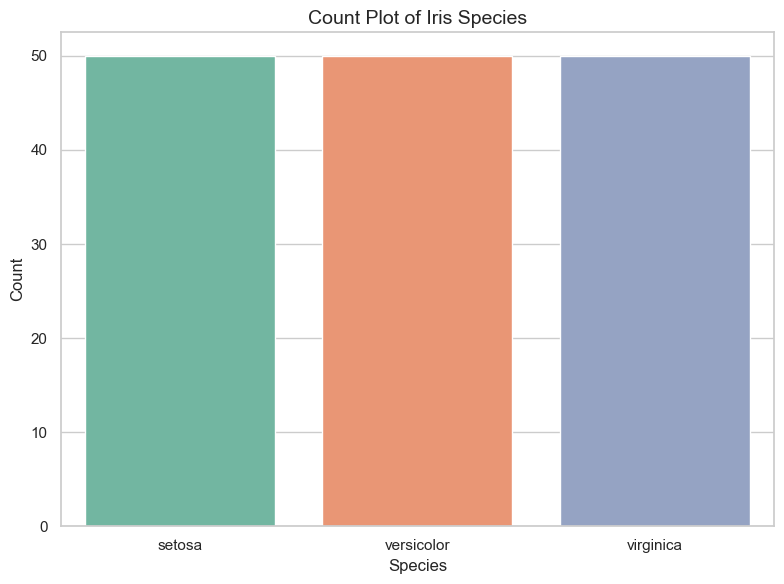 Count Plot of Iris Species
50
40
30
20
10
0
Count
setosa
versicolor
virginica
Species